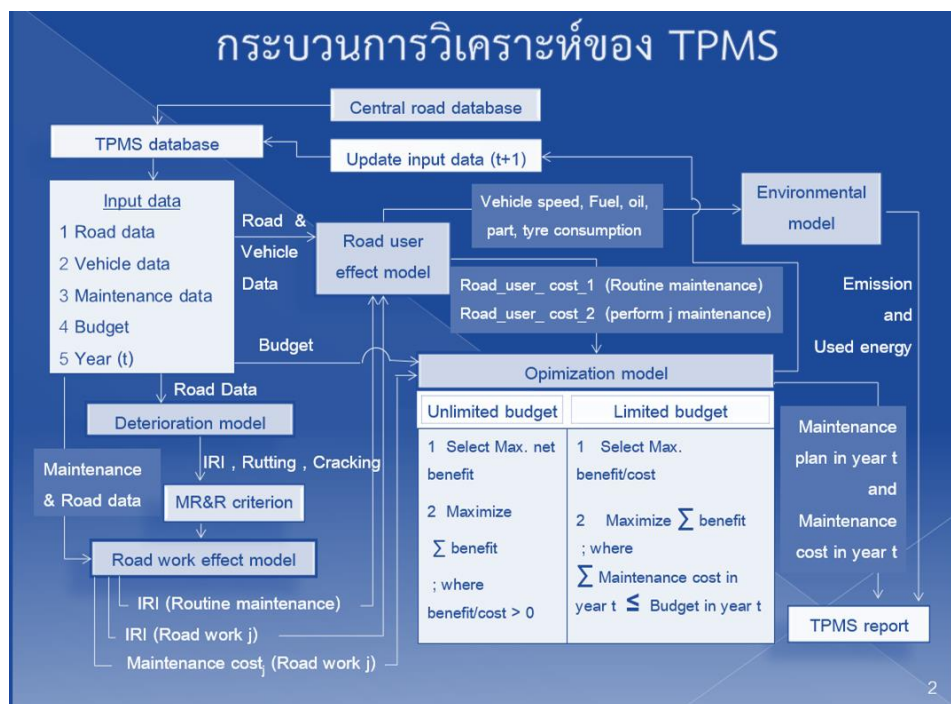 กระบวนการวิเคราะห์ของ TPMS
Central road database
TPMS database
Update input data (t+1)
Input data
1 Road data
2 Vehicle data
3 Maintenance data
4 Budget
5 Year (t)
Road &
Vehicle
Data
Road user
effect model
Vehicle speed, Fuel, oil,
part, tyre consumption
Environmental
model
Road_user_ cost_1 (Routine maintenance)
Road_user_ cost_2 (perform j maintenance)
Emission
and
Used energy
Budget
Opimization model
Road Data
Deterioration model
IRI , Rutting , Cracking
Maintenance
& Road data
MR&R criterion
Road work effect model
IRI (Routine maintenance)
IRI (Road work j)
Maintenance costj (Road work j)
Unlimited budget
1 Select Max. net
benefit
2 Maximize
∑ benefit
; where
benefit/cost > 0
Limited budget
1 Select Max.
benefit/cost
2 Maximize ∑ benefit
; where
∑ Maintenance cost in
year t ≤ Budget in year t
Maintenance
plan in year t
and
Maintenance
cost in year t
TPMS report
2